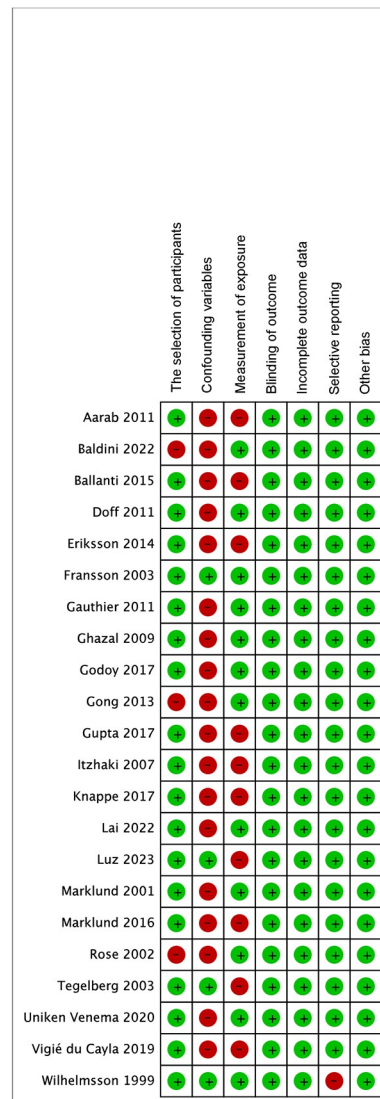 The selection of participants
Confounding variables
Measurement of exposure
Blinding of outcome
Incomplete outcome data
Selective reporting
Other bias
Aarab 2011 + - - + + + +
Baldini 2022 - - + + + + +
Ballanti 2015 + - - + + + +
Doff 2011 + - + + + + +
Eriksson 2014 + - - + + + +
Fransson 2003 + + + + + + +
Gauthier 2011 + - + + + + +
Ghazal 2009 + - + + + + +
Godoy 2017 + - + + + + +
Gong 2013 - - + + + + +
Gupta 2017 + - - + + + +
Itzhaki 2007 + - - + + + +
Knappe 2017 + - - + + + +
Lai 2022 + - + + + + +
Luz 2023 + + - + + + +
Marklund 2001 + - + + + + +
Marklund 2016 + - - + + + +
Rose 2002 - - + + + + +
Tegelberg 2003 + + - + + + +
Uniken Venema 2020 + - + + + + +
Vigié du Cayla 2019 + - - + + + +
Wilhelmsson 1999 + + + + + - +